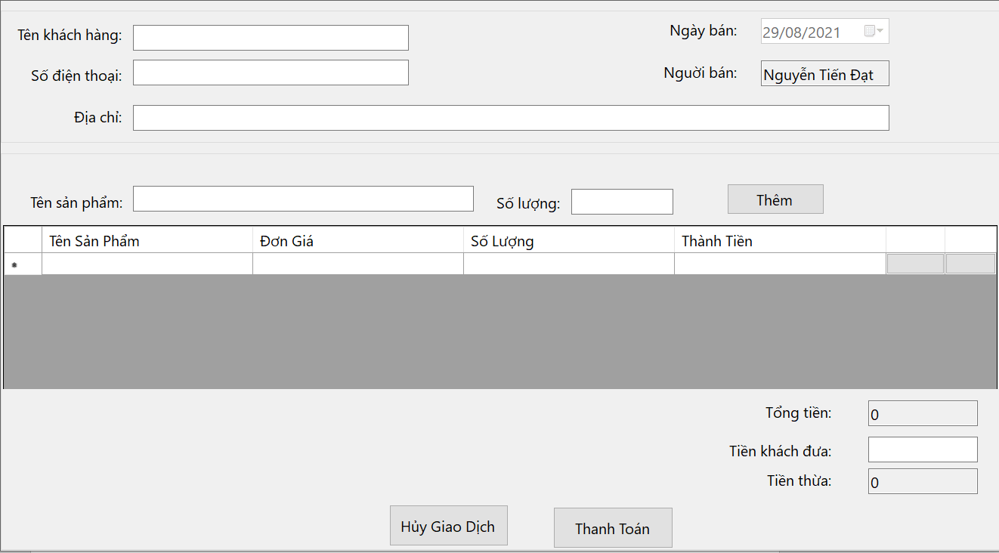 Tên khách hàng:
Ngày bán: 29/08/2021
Số điện thoại:
Nguời bán: Nguyễn Tiến Đạt
Địa chỉ:
Tên sản phẩm:
Số lượng:
Thêm
Tên Sản Phẩm Đơn Giá Số Lượng Thành Tiền
Tổng tiền: 0
Tiền khách đưa:
Tiền thừa: 0
Hủy Giao Dịch
Thanh Toán